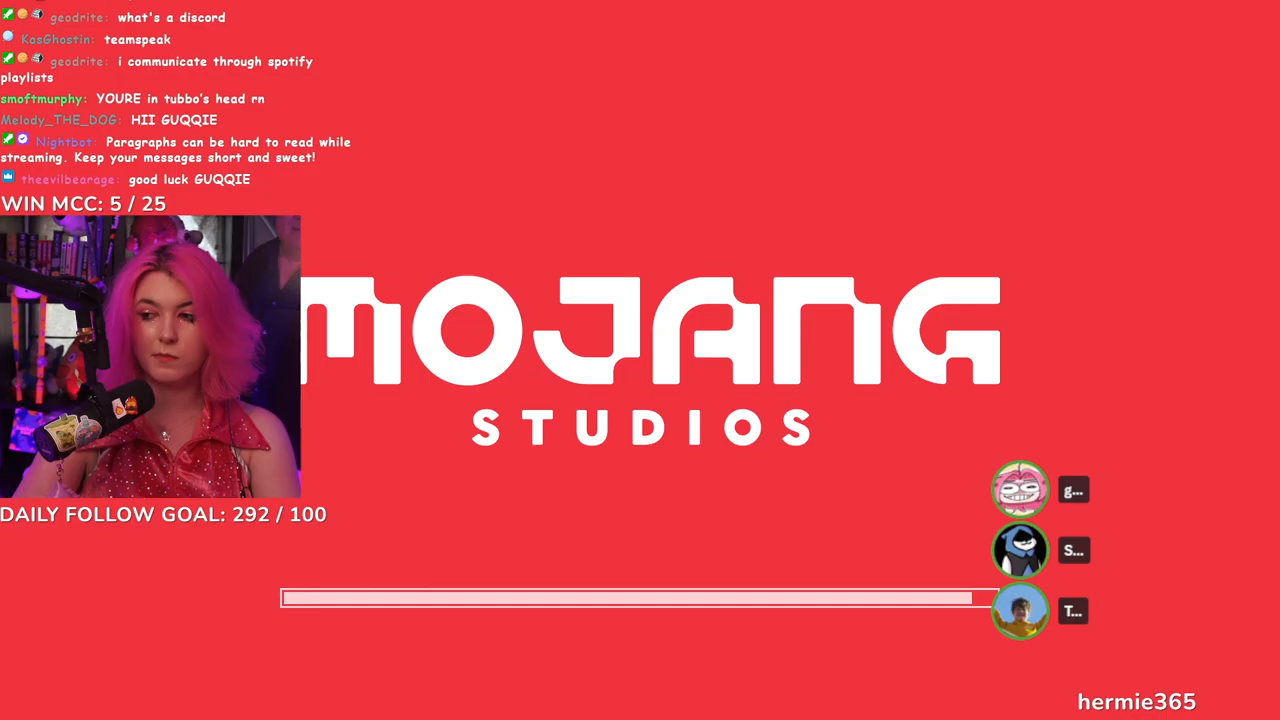 geodrite: what's a discord
KasGhostin: teamspeak
geodrite: i communicate through spotify
playlists
smoftmurphy: YOURE in tubbo's head rn
Melody_THE_DOG: HII GUQQIE
Nightbot: Paragraphs can be hard to read while
streaming. Keep your messages short and sweet!
theevilbearage: good luck GUQQIE
WIN MCC: 5 / 25
MOJANG
STUDIOS
g...
S...
DAILY FOLLOW GOAL: 292 / 100
T...
hermie365